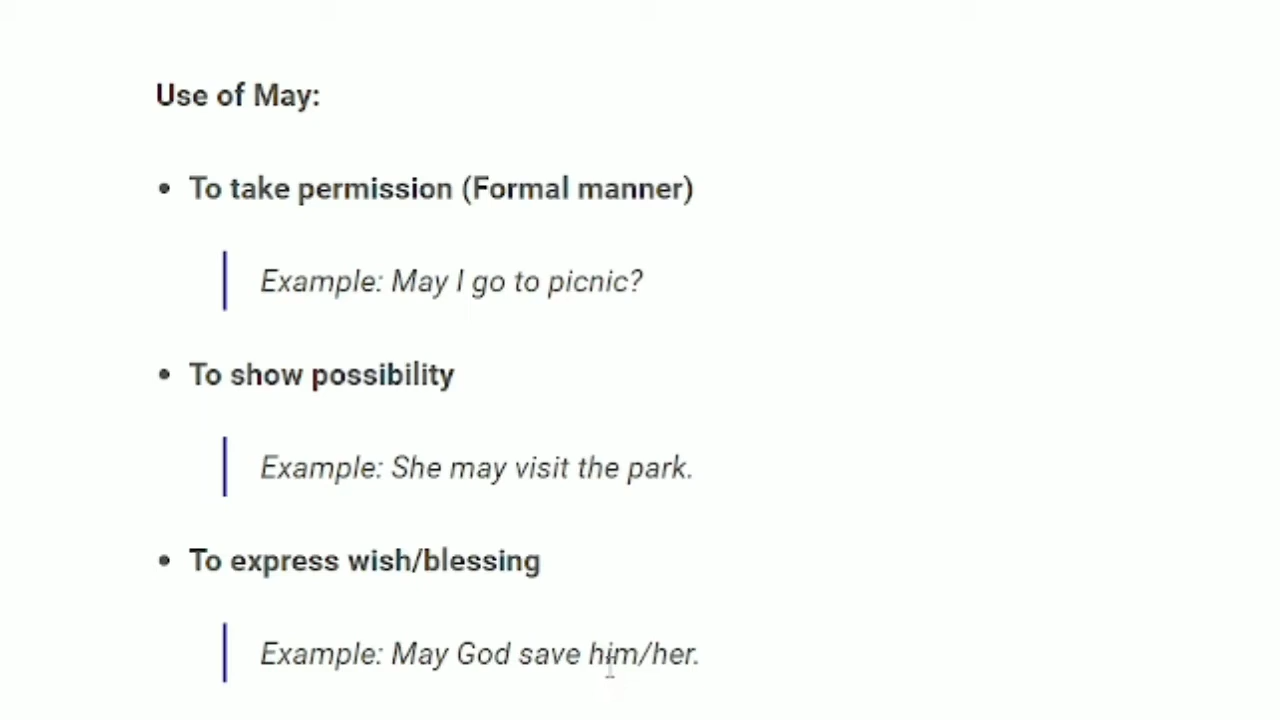 Use of May:
• To take permission (Formal manner)
Example: May I go to picnic?
• To show possibility
Example: She may visit the park.
• To express wish/blessing
Example: May God save him/her.